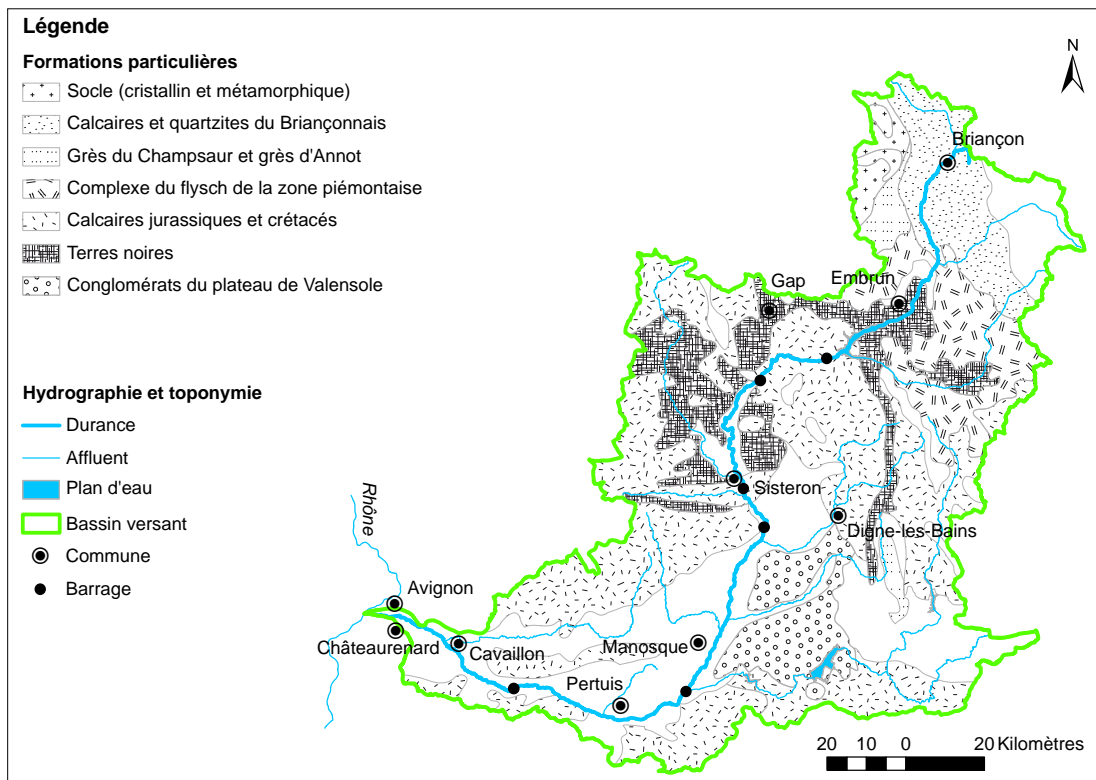 Légende
Formations particulières
Socle (cristallin et métamorphique)
Calcaires et quartzites du Briançonnais
Grès du Champsaur et grès d'Annot
Complexe du flysch de la zone piémontaise
Calcaires jurassiques et crétacés
Terres noires
Conglomérats du plateau de Valensole
Hydrographie et toponymie
Durance
Affluent
Plan d'eau
Bassin versant
Commune
Barrage
N
Briançon
Gap
Embrun
Sisteron
Digne-les-Bains
Rhône
Avignon
Châteaurenard
Cavaillon
Manosque
Pertuis
20 10 0 20 Kilomètres